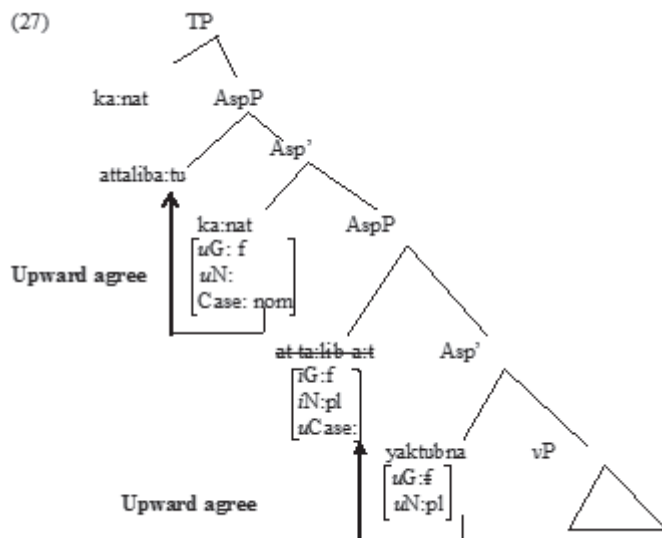 (27) TP
ka:nat AspP
Asp’
attaliba:tu
ka:nat AspP
Upward agree
[uG: f
uN:
Case: nom]
at ta:lib a:t Asp’
[iG:f
iN:pl
uCase:]
yaktubna vP
[uG:f
uN:pl]
Upward agree